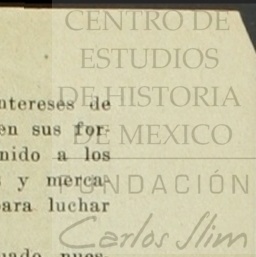 CENTRO DE
ESTUDIOS
DE HISTORIA
DE MEXICO
FUNDACIÓN
Carlos Slim
ntereses de
en sus for-
nido a los
s y merca-
para luchar